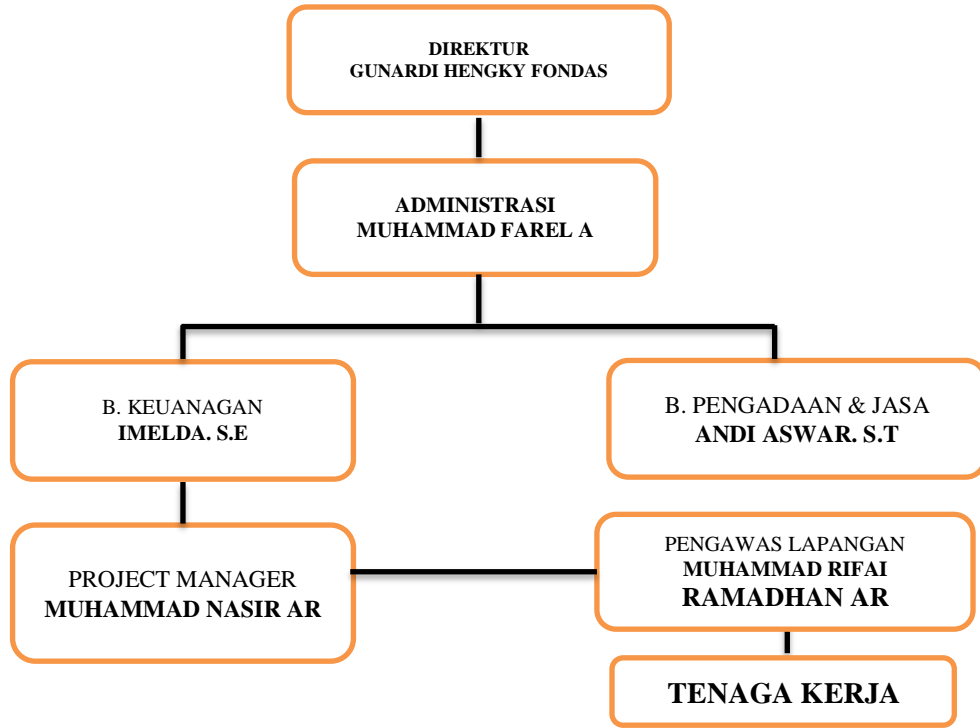 DIREKTUR
GUNARDI HENGKY FONDAS
ADMINISTRASI
MUHAMMAD FAREL A
B. KEUANAGAN
IMELDA. S.E
B. PENGADAAN & JASA
ANDI ASWAR. S.T
PROJECT MANAGER
MUHAMMAD NASIR AR
PENGAWAS LAPANGAN
MUHAMMAD RIFAI
RAMADHAN AR
TENAGA KERJA